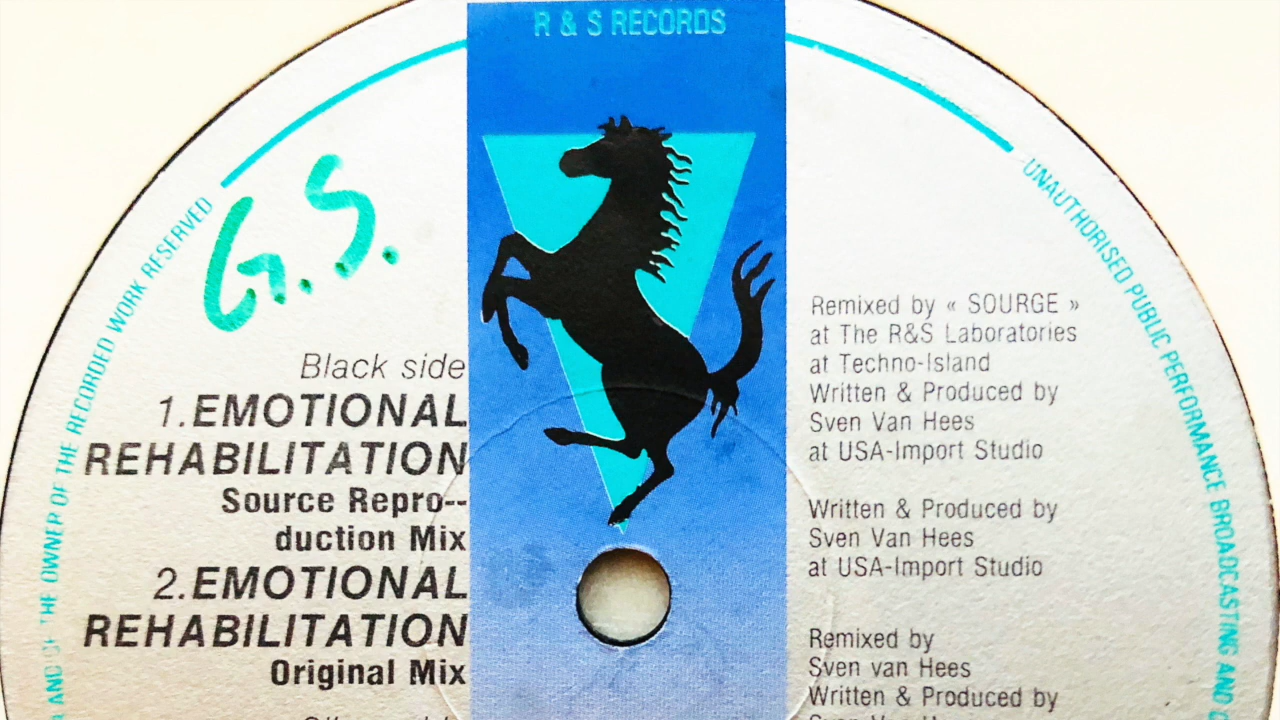 R & S RECORDS
G.S.
Black side
1.EMOTIONAL
REHABILITATION
Source Repro--
duction Mix
2.EMOTIONAL
REHABILITATION
Original Mix
Remixed by « SOURGE »
at The R&S Laboratories
at Techno-Island
Written & Produced by
Sven Van Hees
at USA-Import Studio
Written & Produced by
Sven Van Hees
at USA-Import Studio
Remixed by
Sven van Hees
Written & Produced by
AND OF THE OWNER OF THE RECORDED WORK RESERVED
UNAUTHORISED PUBLIC PERFORMANCE BROADCASTING AND